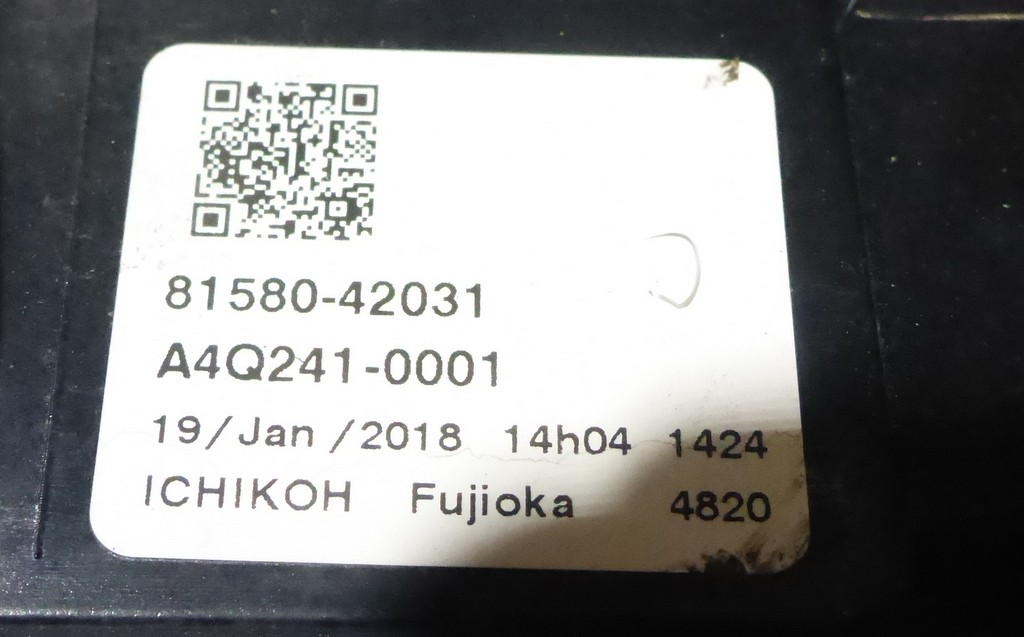 81580-42031
A4Q241-0001
19/Jan /2018 14h04 1424
ICHIKOH Fujioka 4820